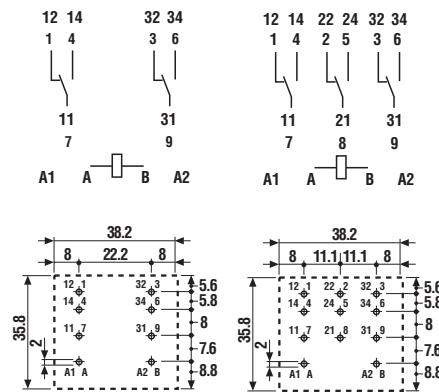 12 14 32 34
1 4 3 6
11 31
7 9
A1 A B A2
12 14 22 24 32 34
1 4 2 5 3 6
11 21 31
7 8 9
A1 A B A2
38.2
8 22.2 8
12 1 32 3
14 4 34 6
11 7 31 9
A1 A A2 B
35.8
2
5.6
5.8
8
7.6
8.8
38.2
8 11.1 11.1 8
12 1 22 2 32 3
14 4 24 5 34 6
11 7 21 8 31 9
A1 A A2 B
35.8
2
5.6
5.8
8
7.6
8.8